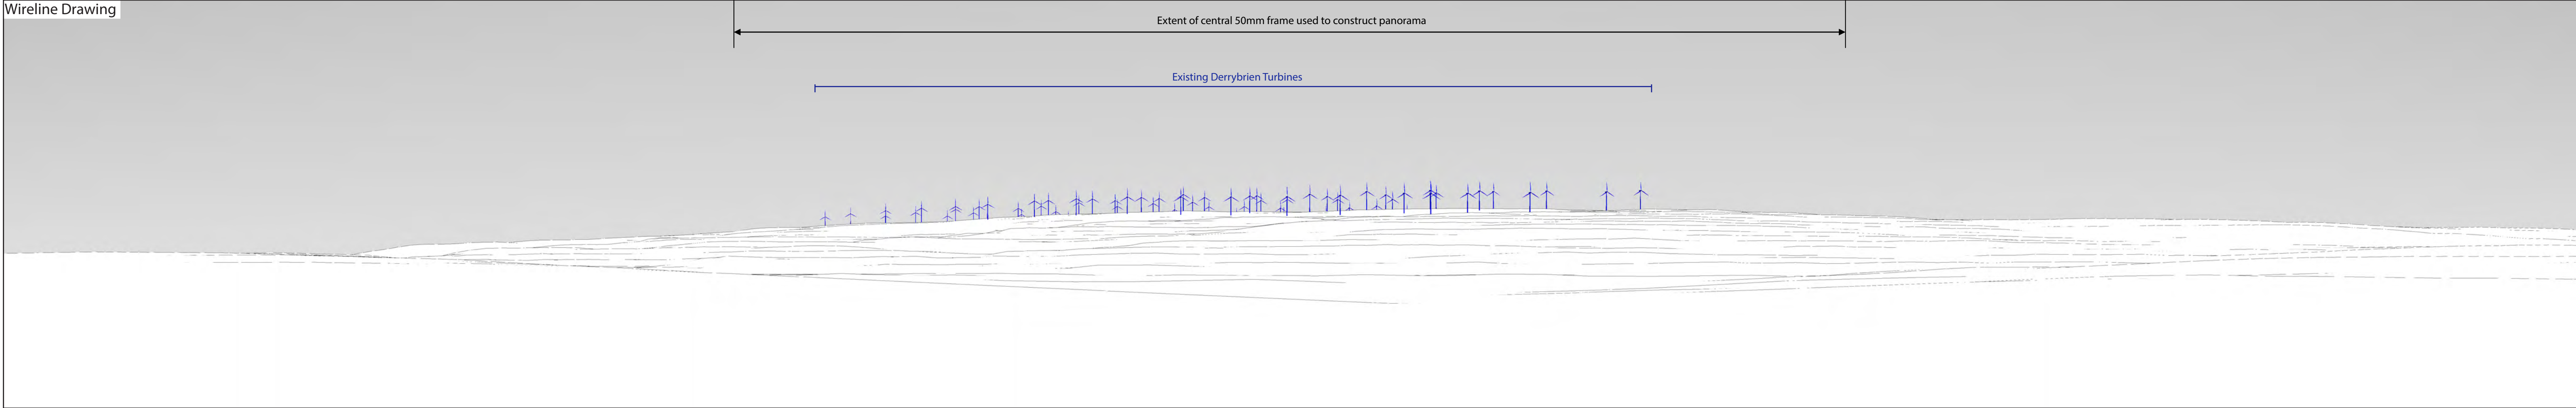 Wireline Drawing
Extent of central 50mm frame used to construct panorama
Existing Derrybrien Turbines